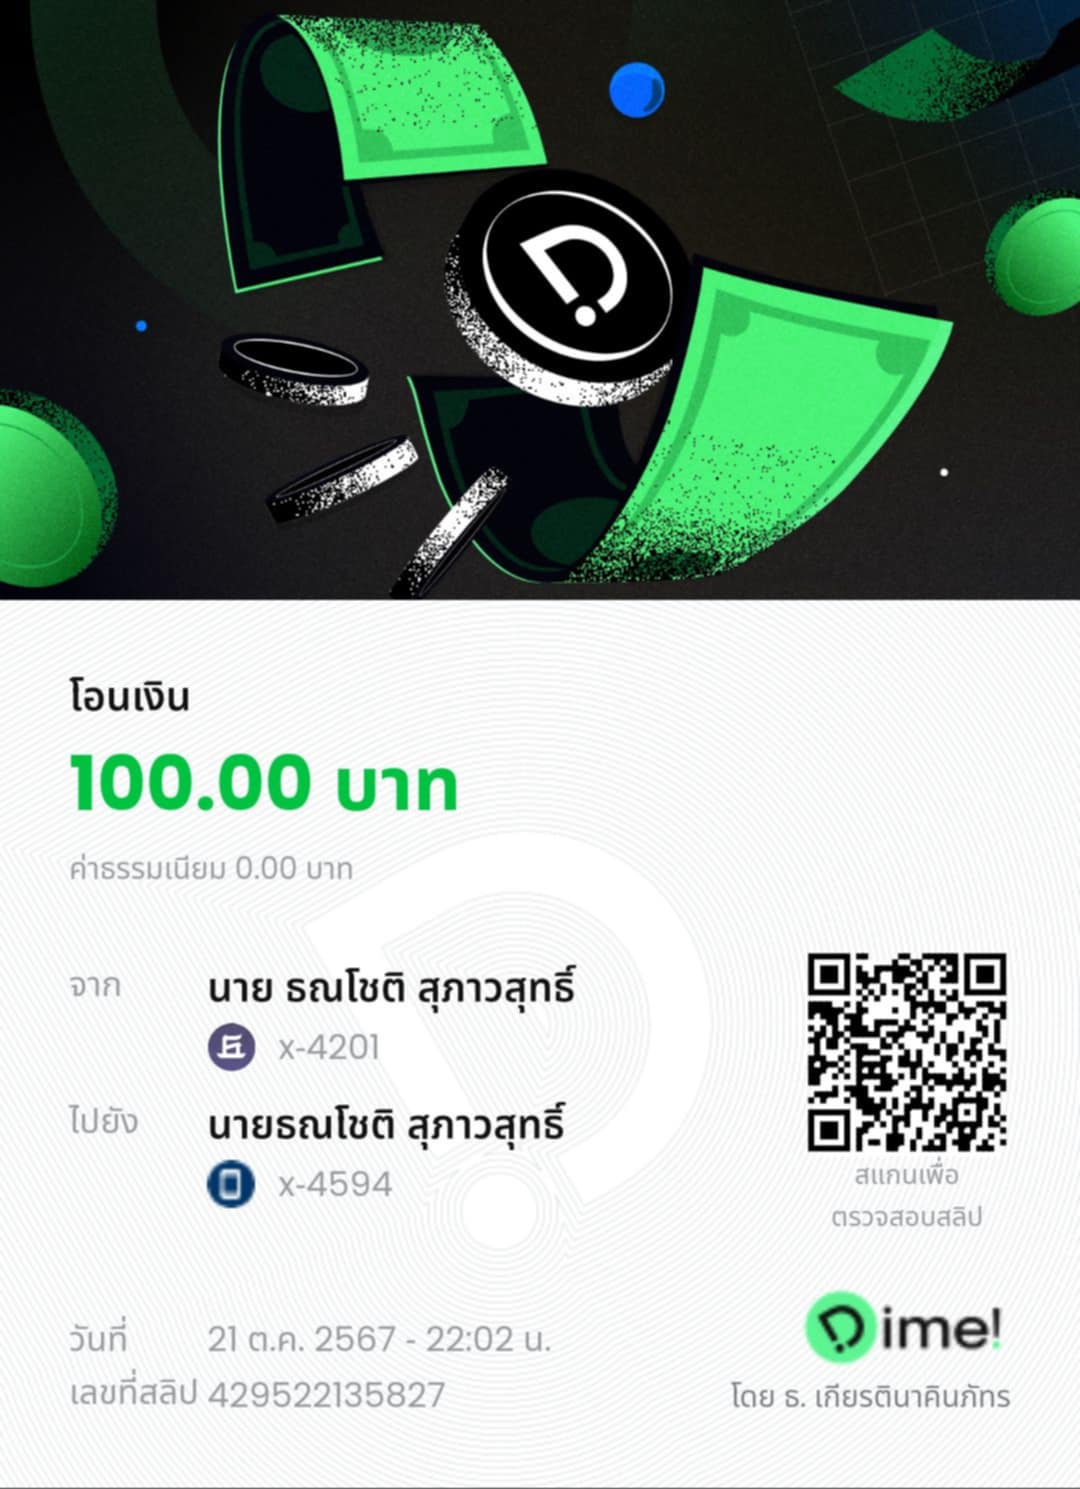 โอนเงิน
100.00 บาท
ค่าธรรมเนียม 0.00 บาท
จาก นาย ธณโชติ สุภาวสุทธิ์
x-4201
ไปยัง นายธณโชติ สุภาวสุทธิ์
x-4594
สแกนเพื่อ
ตรวจสอบสลิป
วันที่ 21 ต.ค. 2567 - 22:02 น.
เลขที่สลิป 429522135827
Dime!
โดย ธ. เกียรตินาคินภัทร